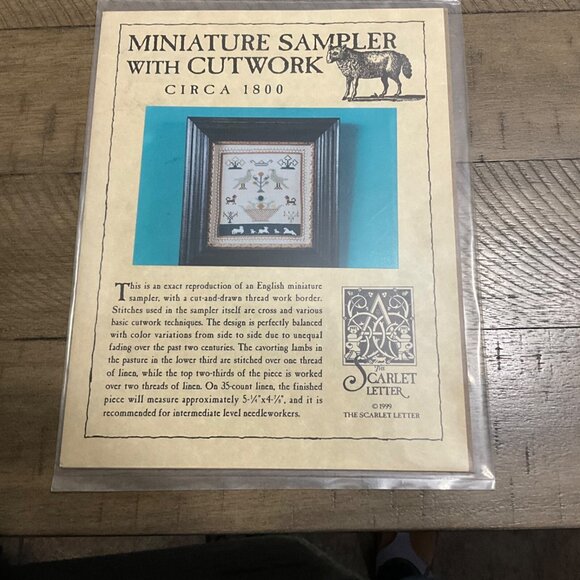 MINIATURE SAMPLER
WITH CUTWORK
CIRCA 1800
This is an exact reproduction of an English miniature
sampler, with a cut-and-drawn thread work border.
Stitches used in the sampler itself are cross and various
basic cutwork techniques. The design is perfectly balanced
with color variations from side to side due to unequal
fading over the past two centuries. The cavorting lambs in
the pasture in the lower third are stitched over one thread
of linen, while the top two-thirds of the piece is worked
over two threads of linen. On 35-count linen, the finished
piece will measure approximately 5-¼"x4-⅞", and it is
recommended for intermediate level needleworkers.
A
THE
SCARLET
LETTER
© 1999
THE SCARLET LETTER